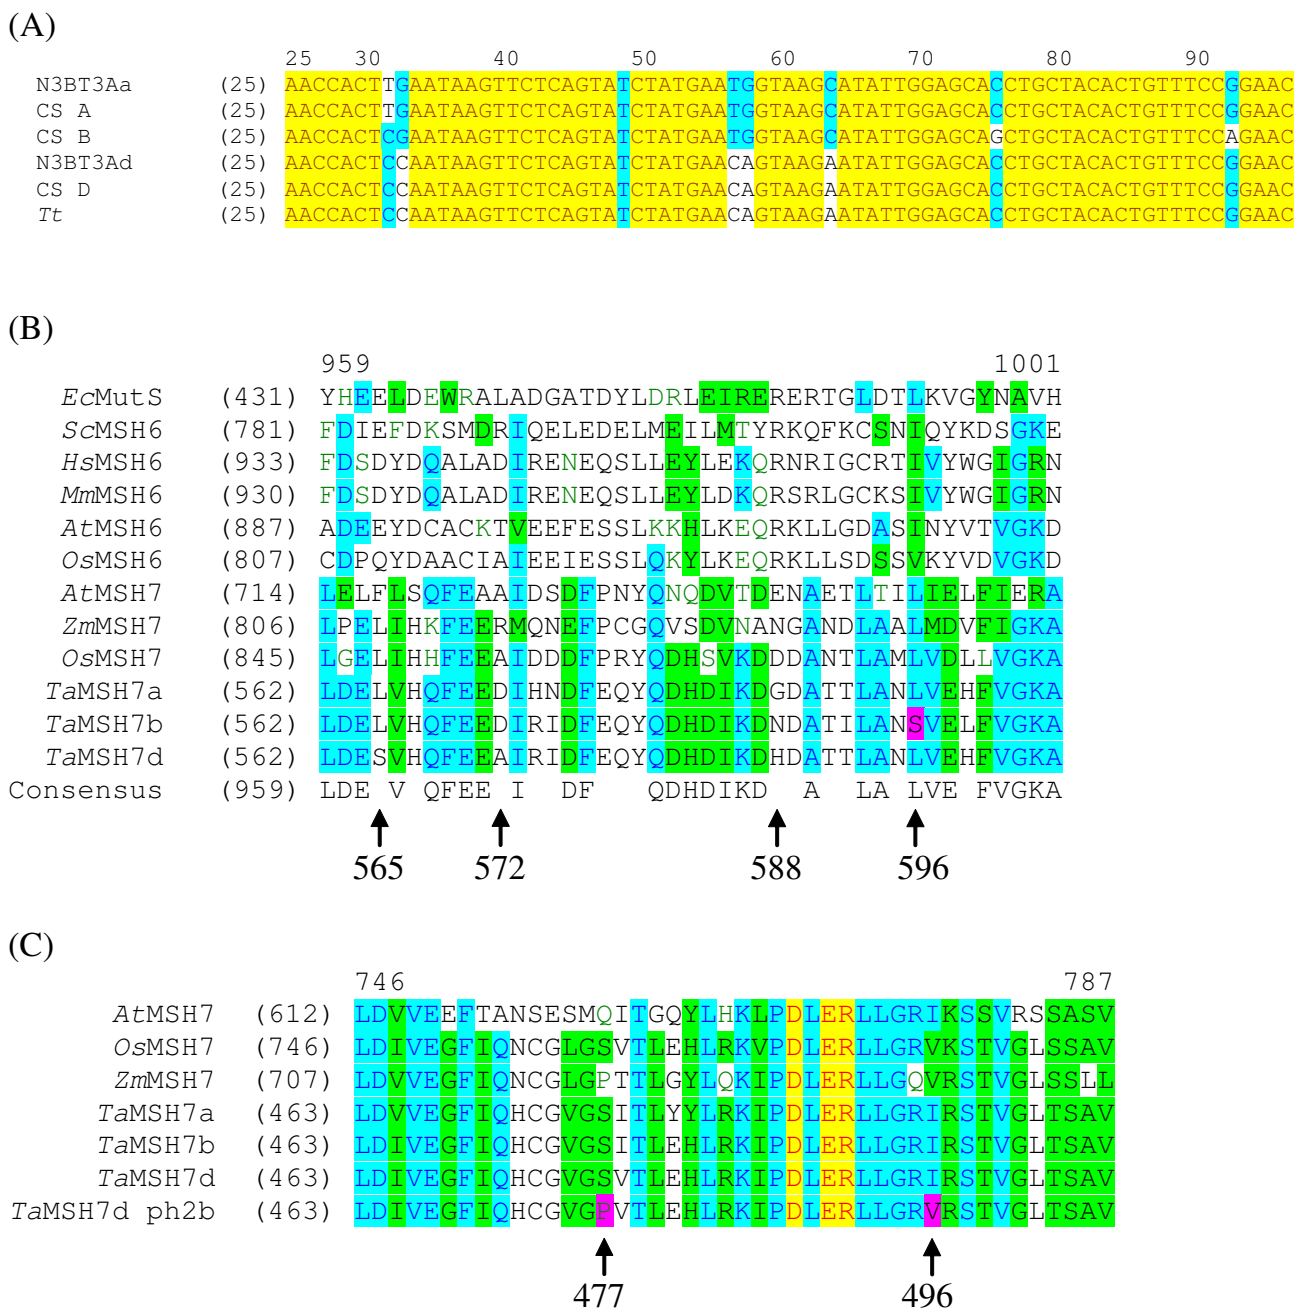 (A)
25 30 40 50 60 70 80 90
N3BT3Aa (25) AACCACTTGAATAAGTTCTCAGTATCTATGAATGGTAAGCATATTGGAGCACCTGCTACACTGTTTCCGGAAC
CS A (25) AACCACTTGAATAAGTTCTCAGTATCTATGAATGGTAAGCATATTGGAGCACCTGCTACACTGTTTCCGGAAC
CS B (25) AACCACTCGAATAAGTTCTCAGTATCTATGAATGGTAAGCATATTGGAGCAGCTGCTACACTGTTTCCAGAAC
N3BT3Ad (25) AACCACTCCAATAAGTTCTCAGTATCTATGAACAGTAAGAATATTGGAGCACCTGCTACACTGTTTCCGGAAC
CS D (25) AACCACTCCAATAAGTTCTCAGTATCTATGAACAGTAAGAATATTGGAGCACCTGCTACACTGTTTCCGGAAC
Tt (25) AACCACTCCAATAAGTTCTCAGTATCTATGAACAGTAAGAATATTGGAGCACCTGCTACACTGTTTCCGGAAC
(B)
959 1001
EcMutS (431) YHEELDEWRALADGATDYLDRLEIRERERTGLDTLKVGYNAVH
ScMSH6 (781) FDIEFDKSMDRIQELEDELMEILMTYRKQFKCSNIQYKDSGKE
HsMSH6 (933) FDSDYDQALADIRENEQSLLEYLEKQRNRIGCRTIVYWGIGRN
MmMSH6 (930) FDSDYDQALADIRENEQSLLEYLDKQRSRLGCKSIVYWGIGRN
AtMSH6 (887) ADEEYDCACKTVEEFESSLKKHLKEQRKLLGDASINYVTVGKD
OsMSH6 (807) CDPQYDAACIAIEEIESSLQKYLKEQRKLLSDSSVKYVDVGKD
AtMSH7 (714) LELFLSQFEAAIDSDFPNYQNQDVTDENAETLTILIELFIERA
ZmMSH7 (806) LPELIHKFEERMQNEFPCGQVSDVNANGANDLAALMDVFIGKA
OsMSH7 (845) LGELIHHFEEAIDDDFPRYQDHSVKDDDANTLAMLVDLLVGKA
TaMSH7a (562) LDELVHQFEEDIHNDFEQYQDHDIKDGDATTLANLVEHFVGKA
TaMSH7b (562) LDELVHQFEEDIRIDFEQYQDHDIKDNDATILANSVELFVGKA
TaMSH7d (562) LDESVHQFEEAIRIDFEQYQDHDIKDHDATTLANLVEHFVGKA
Consensus (959) LDE V QFEE I DF QDHDIKD A LA LVE FVGKA
565 572 588 596
(C)
746 787
AtMSH7 (612) LDVVEEFTANSESMQITGQYLHKLPDLERLLGRIKSSVRSSASV
OsMSH7 (746) LDIVEGFIQNCGLGSVTLEHLRKVPDLERLLGRVKSTVGLSSAV
ZmMSH7 (707) LDIVEGFIQNCGLGPTTLGYLQKIPDLERLLGQVRSTVGLSSLL
TaMSH7a (463) LDIVEGFIQHCGVGSITLYYLRKIPDLERLLGRIRSTVGLTSAV
TaMSH7b (463) LDIVEGFIQHCGVGSITLEHLRKIPDLERLLGRIRSTVGLTSAV
TaMSH7d (463) LDIVEGFIQHCGVGSVTLEHLRKIPDLERLLGRIRSTVGLTSAV
TaMSH7d ph2b (463) LDIVEGFIQHCGVGPVTLEHLRKIPDLERLLGRVRSTVGLTSAV
477 496